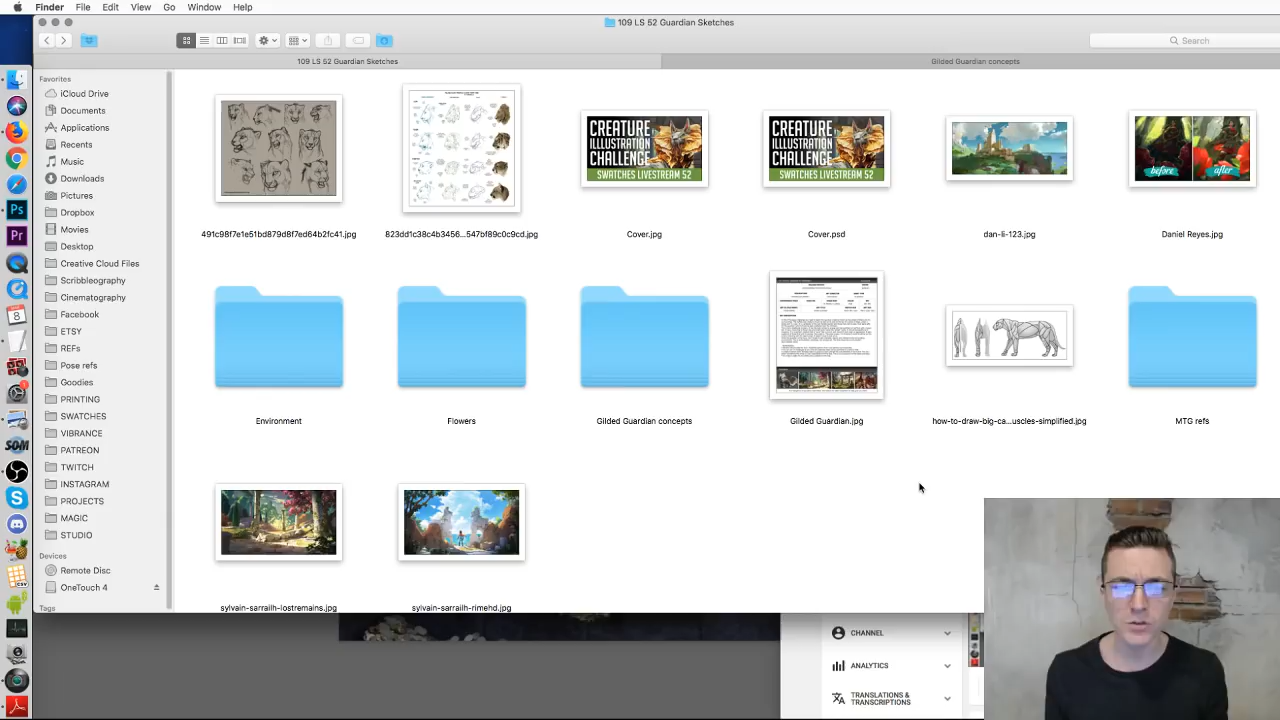 Finder File Edit View Go Window Help
109 LS 52 Guardian Sketches
Search
109 LS 52 Guardian Sketches
Gilded Guardian concepts
Favorites
iCloud Drive
Documents
Applications
Recents
Music
Downloads
Pictures
Dropbox
Movies
Desktop
Creative Cloud Files
Scribbleography
Cinematography
Facebook
ETSY
REFs
Pose refs
Goodies
PRINTING
SWATCHES
VIBRANCE
PATREON
TWITCH
INSTAGRAM
PROJECTS
MAGIC
STUDIO
Devices
Remote Disc
OneTouch 4
Tags
CREATURE
ILLUSTRATION
CHALLENGE
SWATCHES LIVESTREAM 52
CREATURE
ILLUSTRATION
CHALLENGE
SWATCHES LIVESTREAM 52
before after
491c98f7e1e51bd879d8f7ed64b2fc41.jpg
823dd1c38c4b3456...547bf89c0c9cd.jpg
Cover.jpg
Cover.psd
dan-li-123.jpg
Daniel Reyes.jpg
Environment
Flowers
Gilded Guardian concepts
Gilded Guardian.jpg
how-to-draw-big-ca...uscles-simplified.jpg
MTG refs
sylvain-sarrailh-lostremains.jpg
sylvain-sarrailh-rimehd.jpg
CHANNEL
ANALYTICS
TRANSLATIONS &
TRANSCRIPTIONS
Ps
Pr
8
SOM
CSV